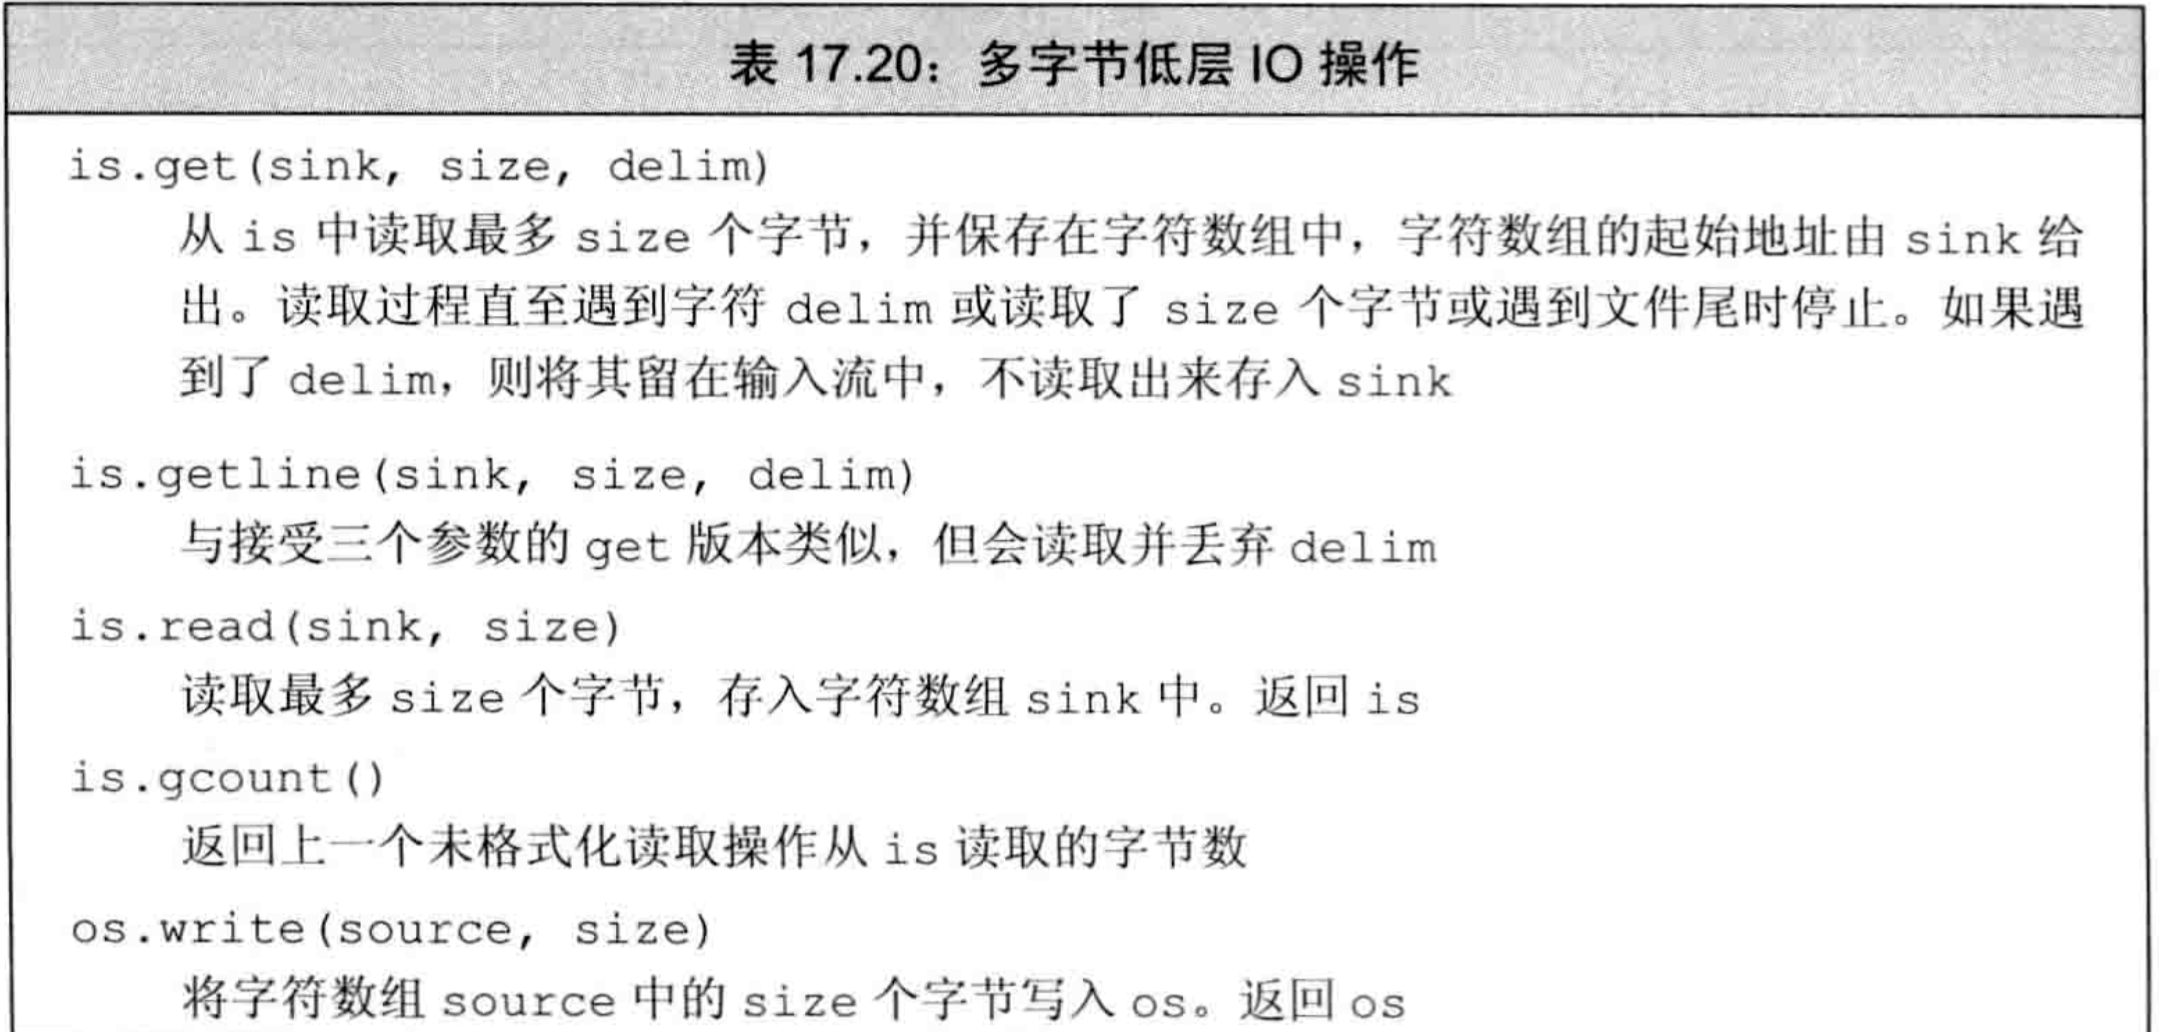 表 17.20：多字节低层 IO 操作
is.get(sink, size, delim)
从 is 中读取最多 size 个字节，并保存在字符数组中，字符数组的起始地址由 sink 给
出。读取过程直至遇到字符 delim 或读取了 size 个字节或遇到文件尾时停止。如果遇
到了 delim，则将其留在输入流中，不读取出来存入 sink
is.getline(sink, size, delim)
与接受三个参数的 get 版本类似，但会读取并丢弃 delim
is.read(sink, size)
读取最多 size 个字节，存入字符数组 sink 中。返回 is
is.gcount()
返回上一个未格式化读取操作从 is 读取的字节数
os.write(source, size)
将字符数组 source 中的 size 个字节写入 os。返回 os